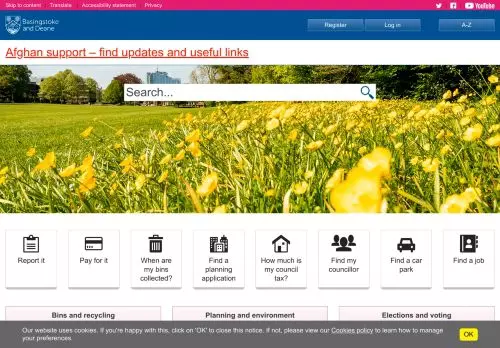 Skip to content | Translate | Accessibility statement | Privacy
YouTube
Basingstoke
and Deane
Register
Log in
A-Z
Afghan support – find updates and useful links
Search...
Report it
Pay for it
When are
my bins
collected?
Find a
planning
application
How much is
my council
tax?
Find my
councillor
Find a car
park
Find a job
Bins and recycling
Planning and environment
Elections and voting
Our website uses cookies. If you're happy with this, click on 'OK' to close this notice. If not, please view our Cookies policy to learn how to manage
your preferences.
OK